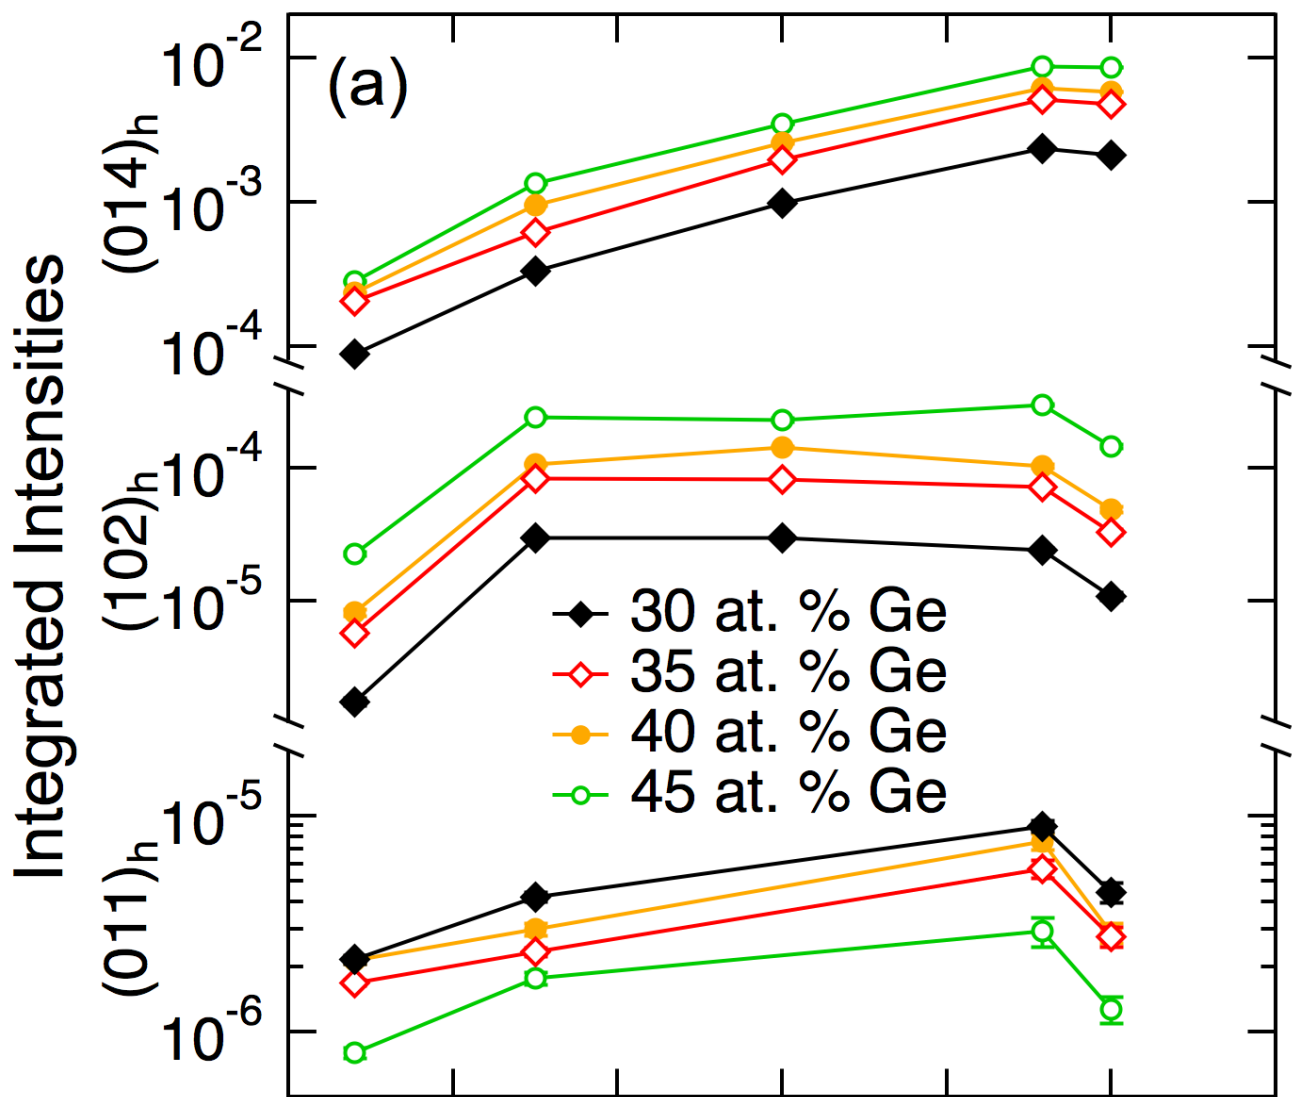 (a)
Integrated Intensities
(014)h
10-2
10-3
10-4
(102)h
10-4
10-5
30 at. % Ge
35 at. % Ge
40 at. % Ge
45 at. % Ge
(011)h
10-5
10-6